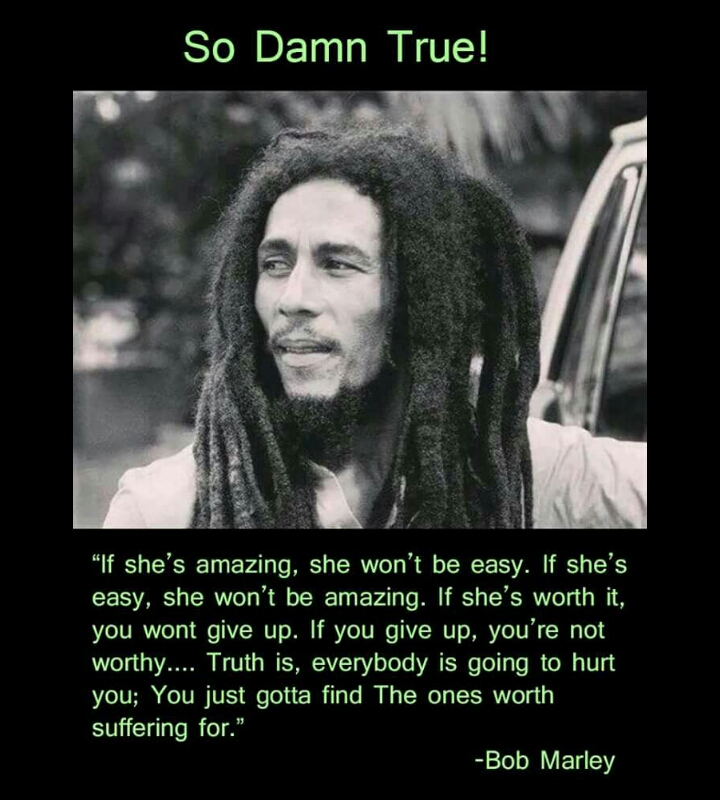 So Damn True!
“If she’s amazing, she won’t be easy. If she’s
easy, she won’t be amazing. If she’s worth it,
you wont give up. If you give up, you’re not
worthy.... Truth is, everybody is going to hurt
you; You just gotta find The ones worth
suffering for.”
-Bob Marley